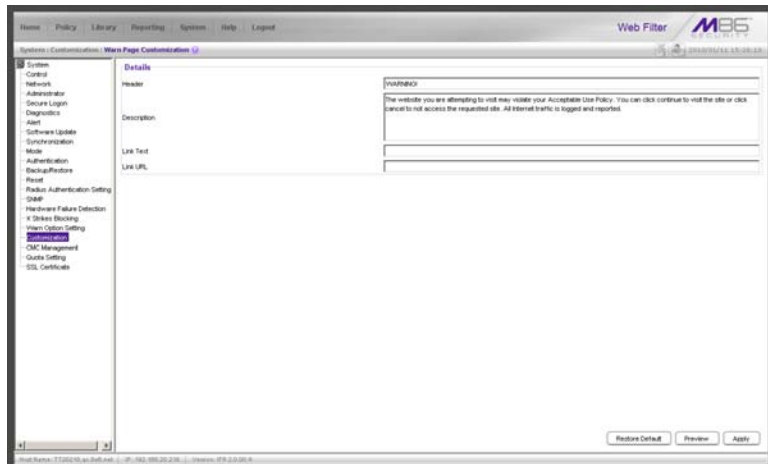 Home Policy Library Reporting System Help Logout
Web Filter
M86
SECURITY
System : Customization : Warn Page Customization
System
Control
Network
Administrator
Secure Logon
Diagnostics
Alert
Software Update
Synchronization
Mode
Authentication
Backup/Restore
Reset
Radius Authentication Setting
SNMP
Hardware Failure Detection
X Strikes Blocking
Warn Option Setting
Customization
CMC Management
Quota Setting
SSL Certificate
Details
Header
WARNING!
Description
The website you are attempting to visit may violate your Acceptable Use Policy. You can click continue to visit the site or click
cancel to not access the requested site. All Internet traffic is logged and reported.
Link Text
Link URL
Restore Default Preview Apply
Host Name: IP: Version: